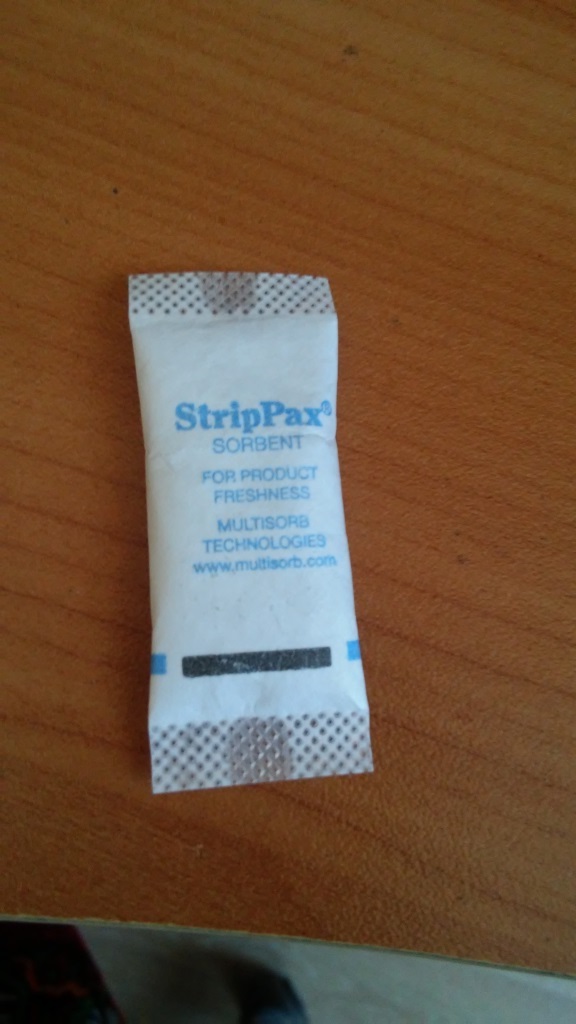 StripPax®
SORBENT
FOR PRODUCT
FRESHNESS
MULTISORB
TECHNOLOGIES
www.multisorb.com